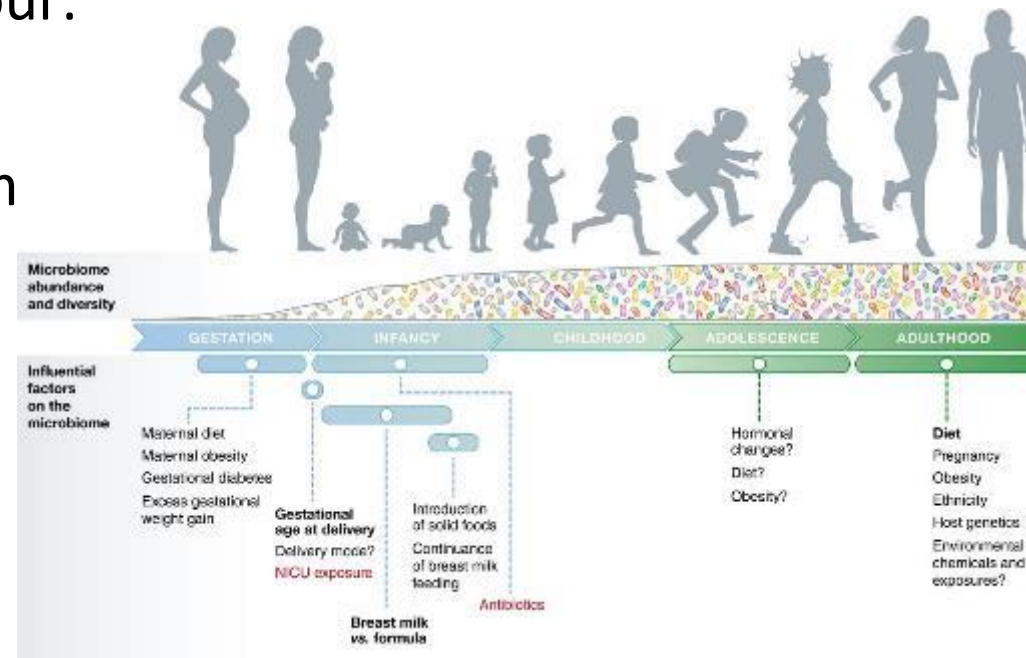 our?
n
Microbiome
abundance
and diversity
GESTATION
INFANCY
CHILDHOOD
ADOLESCENCE
ADULTHOOD
Influential
factors
on the
microbiome
Maternal diet
Maternal obesity
Gestational diabetes
Excess gestational
weight gain
Gestational
age at delivery
Delivery mode?
NICU exposure
Breast milk
vs. formula
Introduction
of solid foods
Continuance
of breast milk
feeding
Antibiotics
Hormonal
changes?
Diet?
Obesity?
Diet
Pregnancy
Obesity
Ethnicity
Host genetics
Environmental
chemicals and
exposures?